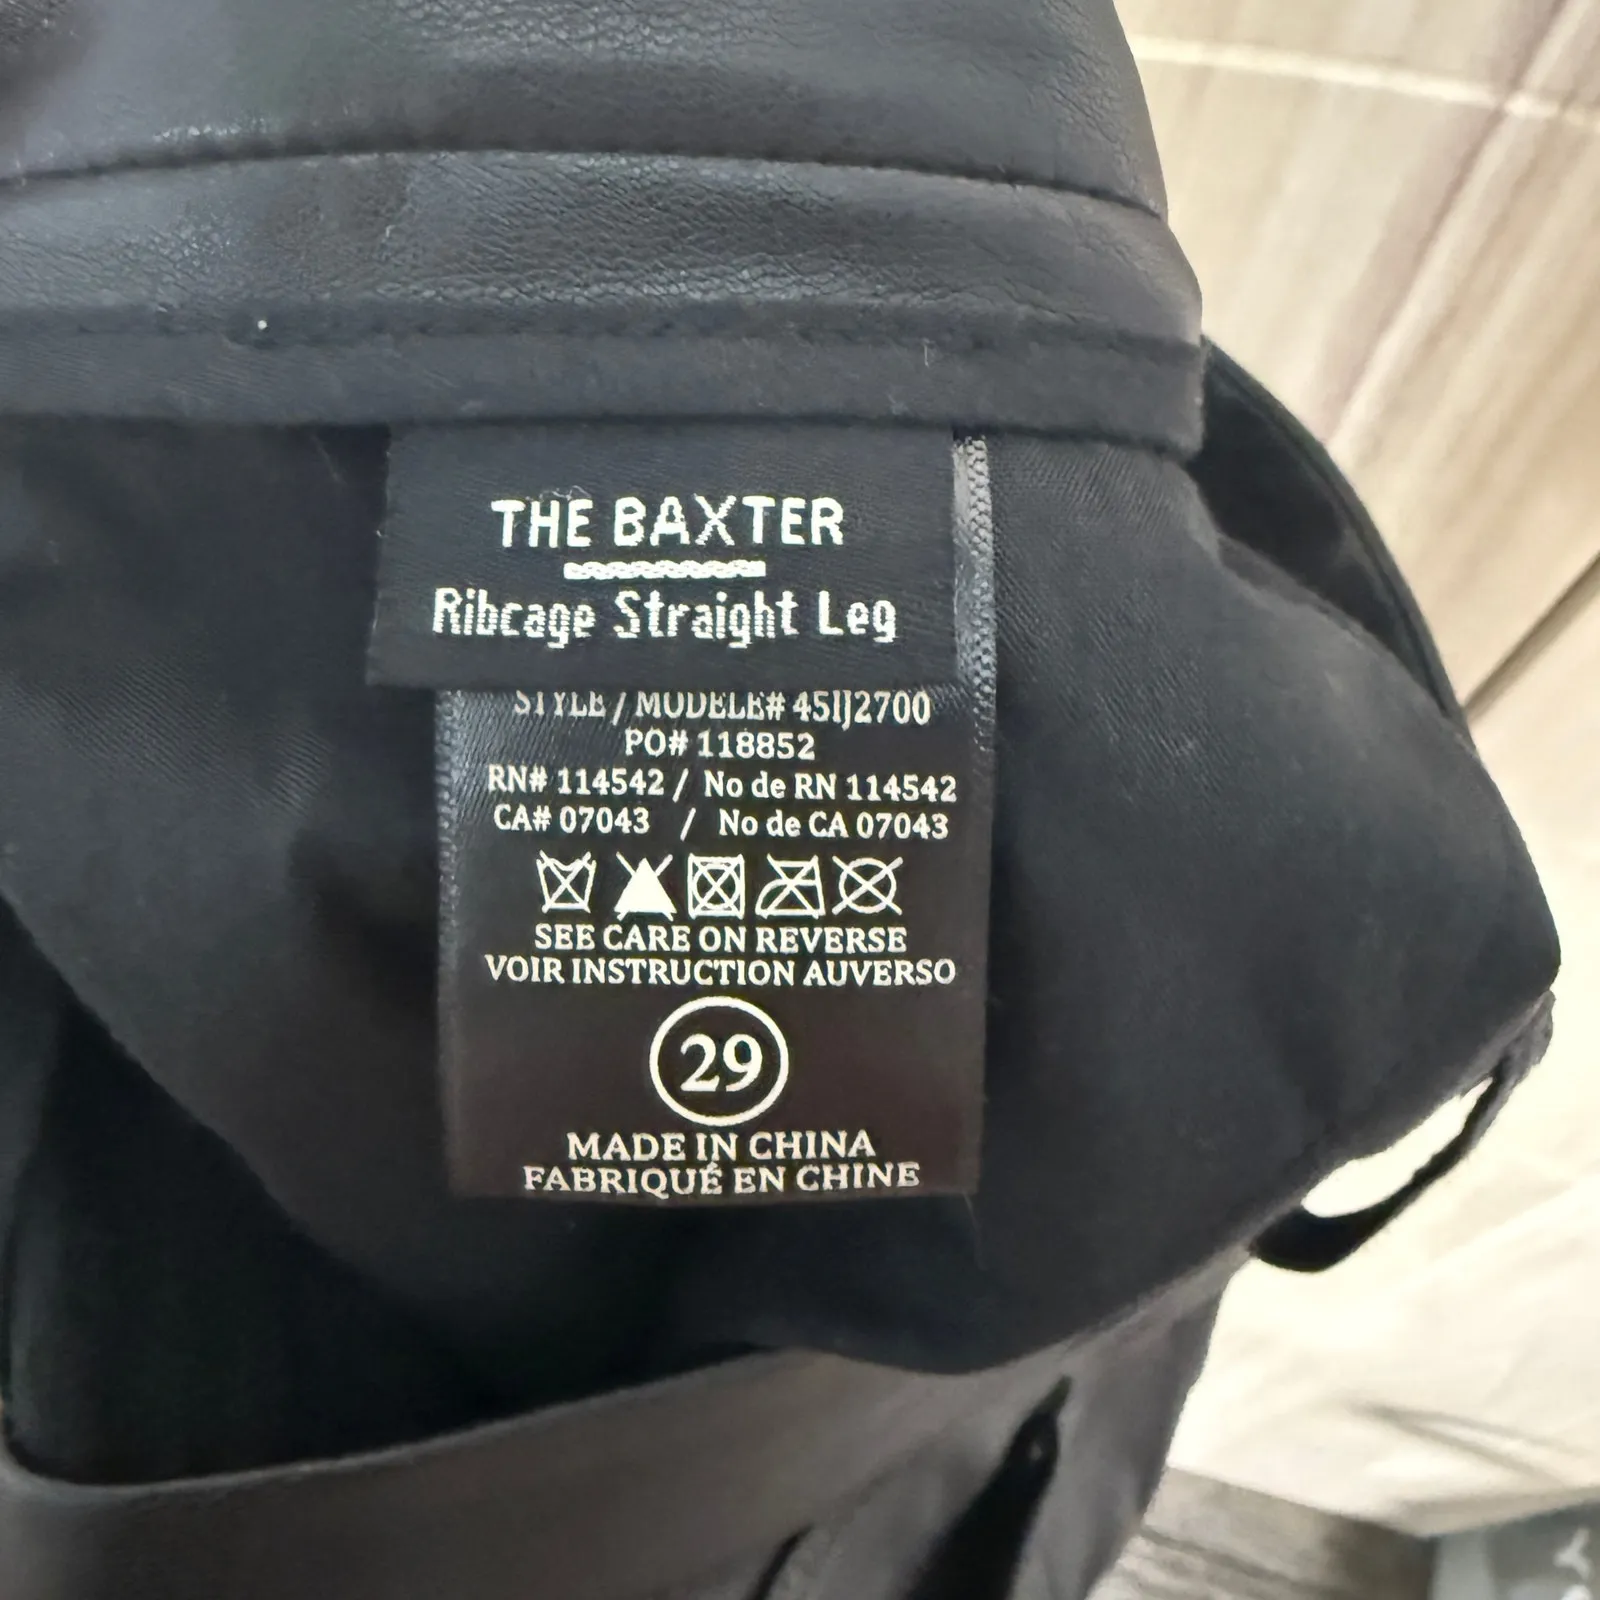 THE BAXTER
Ribcage Straight Leg
STYLE / MODELE# 45IJ2700
PO# 118852
RN# 114542 / No de RN 114542
CA# 07043 / No de CA 07043
SEE CARE ON REVERSE
VOIR INSTRUCTION AUVERSO
29
MADE IN CHINA
FABRIQUÉ EN CHINE